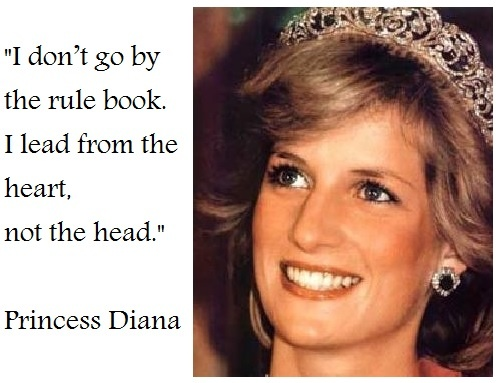 "I don’t go by
the rule book.
I lead from the
heart,
not the head."
Princess Diana